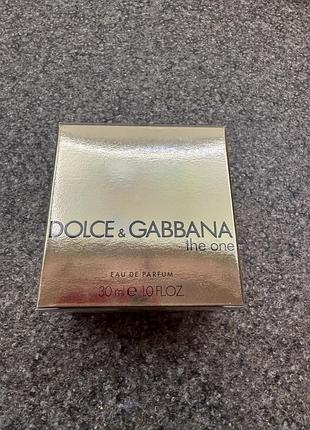 DOLCE & GABBANA
the one
EAU DE PARFUM
30 ml e 1.0 FL.OZ.